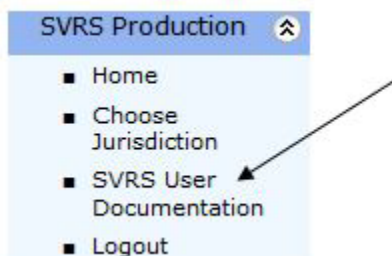 SVRS Production
Home
Choose
Jurisdiction
SVRS User
Documentation
Logout